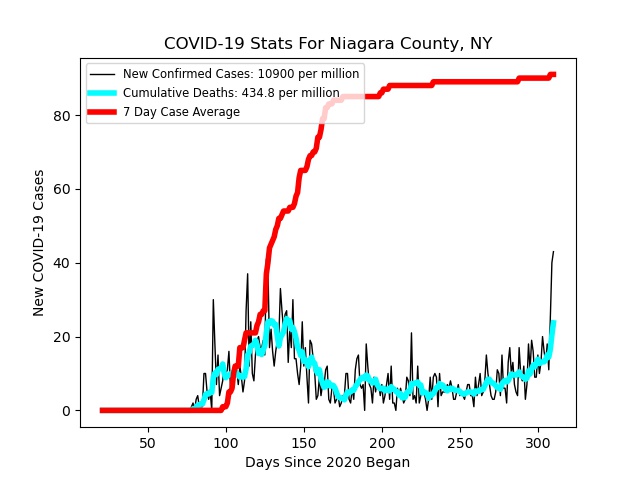 COVID-19 Stats For Niagara County, NY
New Confirmed Cases: 10900 per million
Cumulative Deaths: 434.8 per million
7 Day Case Average
New COVID-19 Cases
80
60
40
20
0
50 100 150 200 250 300
Days Since 2020 Began